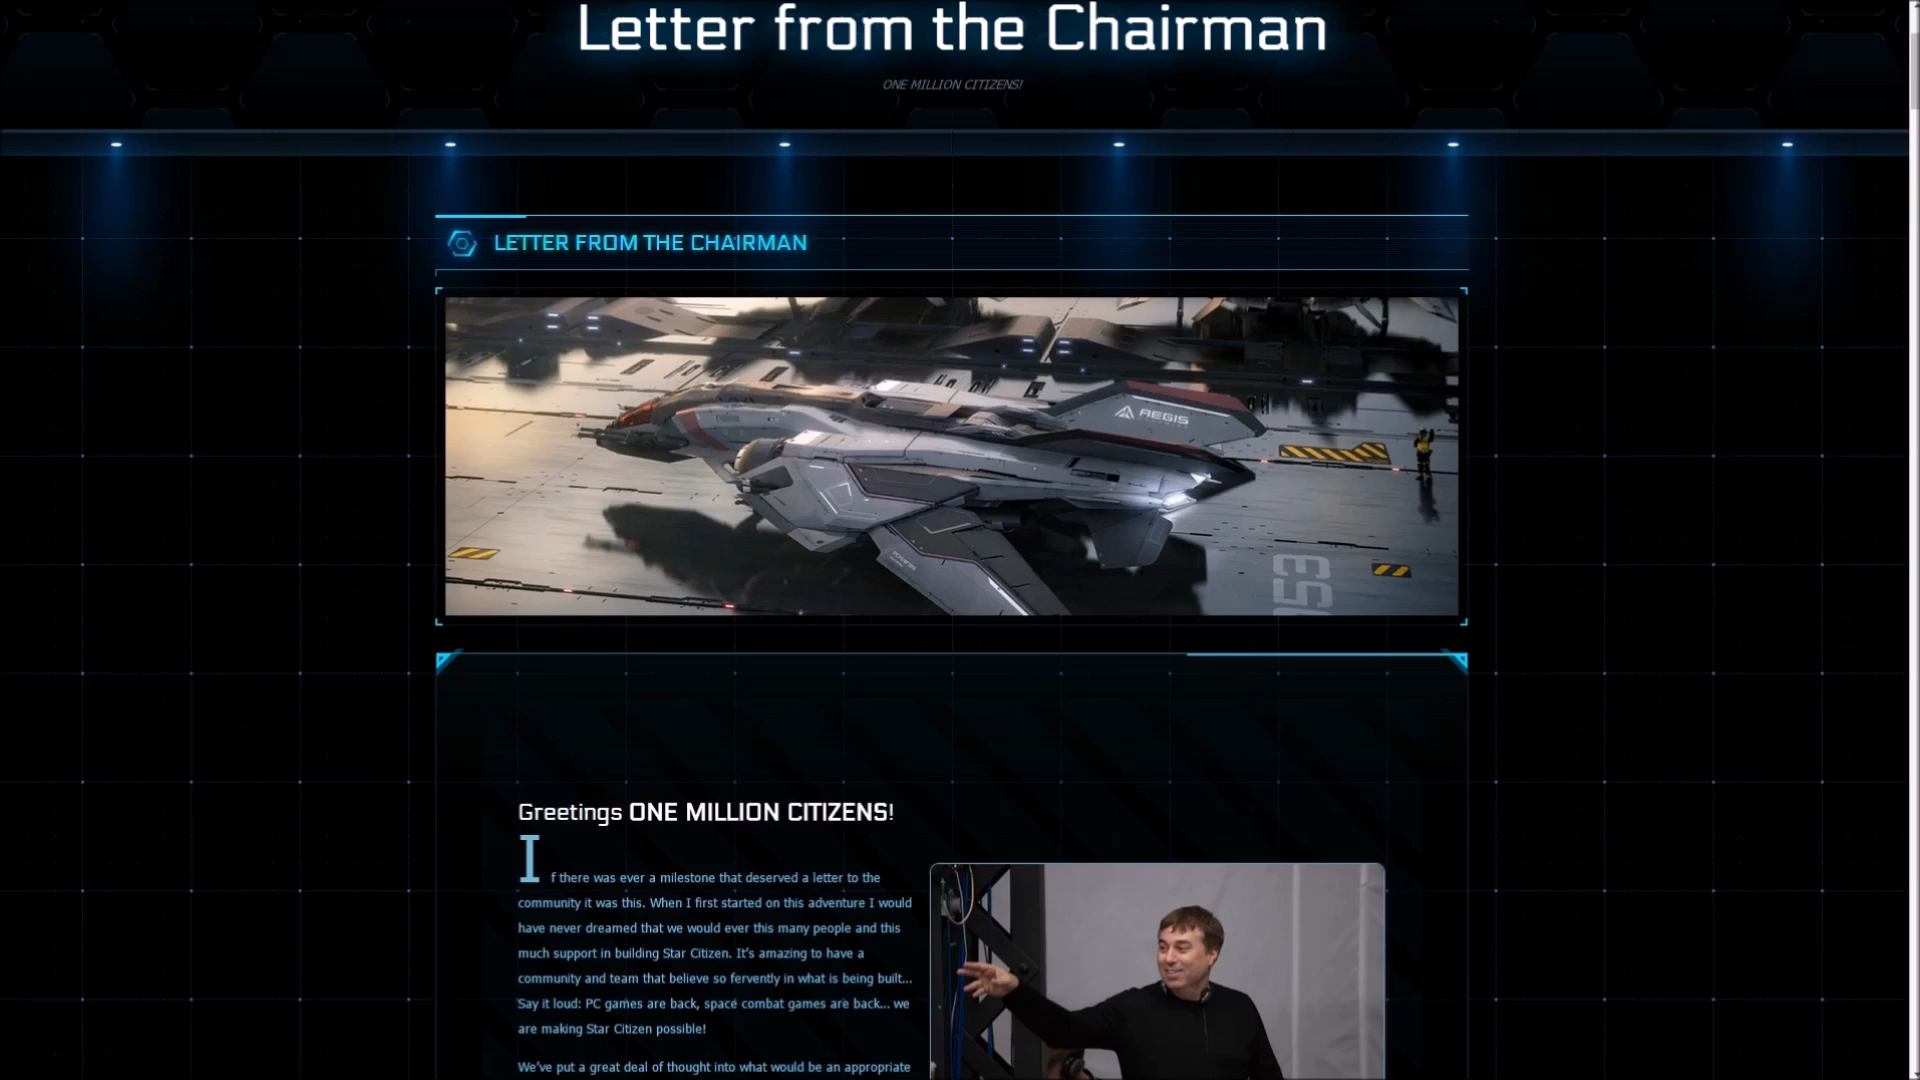 Letter from the Chairman
ONE MILLION CITIZENS!
LETTER FROM THE CHAIRMAN
AEGIS
053
Greetings ONE MILLION CITIZENS!
If there was ever a milestone that deserved a letter to the
community it was this. When I first started on this adventure I would
have never dreamed that we would ever this many people and this
much support in building Star Citizen. It's amazing to have a
community and team that believe so fervently in what is being built...
Say it loud: PC games are back, space combat games are back... we
are making Star Citizen possible!
We've put a great deal of thought into what would be an appropriate